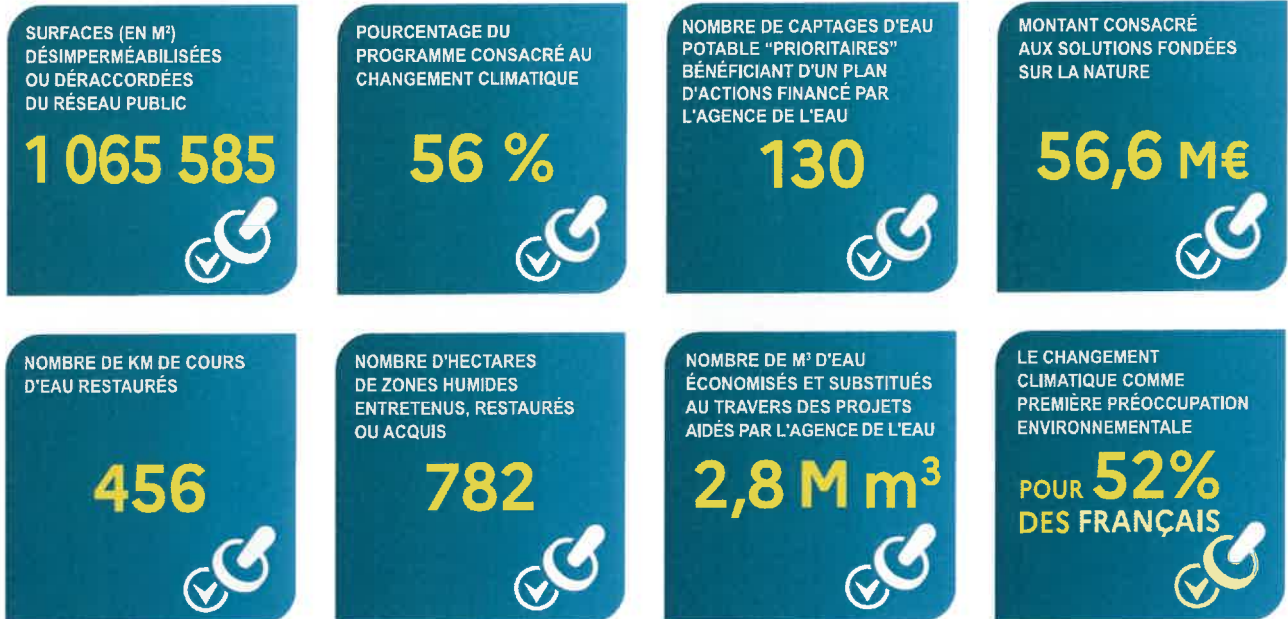 SURFACES (EN M²)
DÉSIMPERMÉABILISÉES
OU DÉRACCORDÉES
DU RÉSEAU PUBLIC
1 065 585
POURCENTAGE DU
PROGRAMME CONSACRÉ AU
CHANGEMENT CLIMATIQUE
56 %
NOMBRE DE CAPTAGES D'EAU
POTABLE "PRIORITAIRES"
BÉNÉFICIANT D'UN PLAN
D'ACTIONS FINANCÉ PAR
L'AGENCE DE L'EAU
130
MONTANT CONSACRÉ
AUX SOLUTIONS FONDÉES
SUR LA NATURE
56,6 M€
NOMBRE DE KM DE COURS
D'EAU RESTAURÉS
456
NOMBRE D'HECTARES
DE ZONES HUMIDES
ENTRETENUS, RESTAURÉS
OU ACQUIS
782
NOMBRE DE M³ D'EAU
ÉCONOMISÉS ET SUBSTITUÉS
AU TRAVERS DES PROJETS
AIDÉS PAR L'AGENCE DE L'EAU
2,8 M m³
LE CHANGEMENT
CLIMATIQUE COMME
PREMIÈRE PRÉOCCUPATION
ENVIRONNEMENTALE
POUR 52%
DES FRANÇAIS